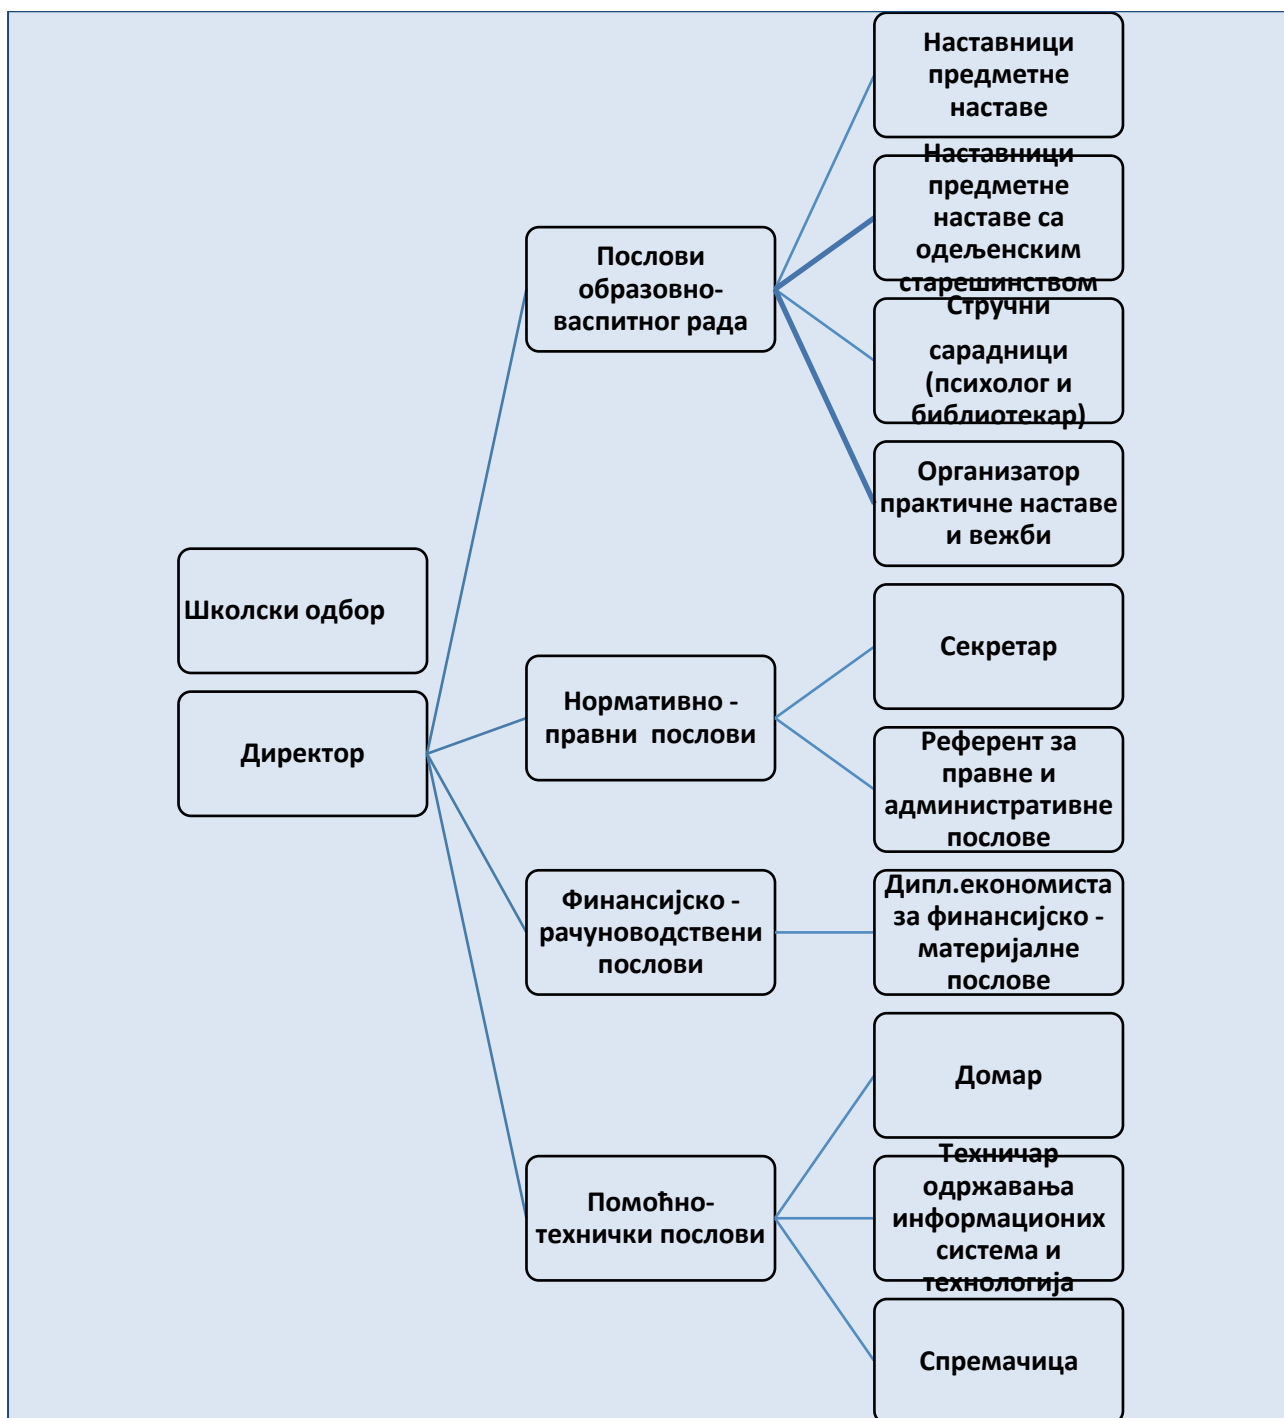 Школски одбор
Директор
Послови
образовно-
васпитног рада
Наставници
предметне
наставе
Наставници
предметне
наставе са
одељенским
старешинством
Стручни
сарадници
(психолог и
библиотекар)
Организатор
практичне наставе
и вежби
Нормативно -
правни  послови
Секретар
Референт за
правне и
административне
послове
Финансијско -
рачуноводствени
послови
Дипл.економиста
за финансијско -
материјалне
послове
Помоћно-
технички послови
Домар
Техничар
одржавања
информационих
система и
технологија
Спремачица